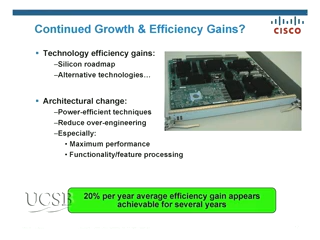 Continued Growth & Efficiency Gains?
CISCO
• Technology efficiency gains:
–Silicon roadmap
–Alternative technologies…
• Architectural change:
–Power-efficient techniques
–Reduce over-engineering
–Especially:
• Maximum performance
• Functionality/feature processing
UCSB
20% per year average efficiency gain appears
achievable for several years